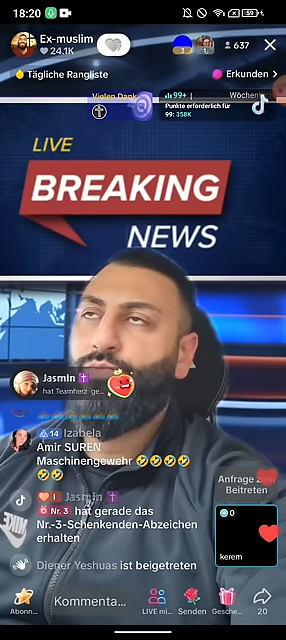 18:20
59
Ex-muslim
24.1K
637
Tägliche Rangliste
Erkunden >
Vielen Dank
99+ |
Wöchen
Punkte erforderlich für
99: 358K
LIVE
BREAKING
NEWS
Jasmin
hat Teamherz ge...
14 Izabela
Amir SUREN
Maschinengewehr 🤣🤣🤣🤣
🤣🤣
I Jasmin
Nr. 3 hat gerade das
Nr.-3-Schenkenden-Abzeichen
erhalten
Diener Yeshuas ist beigetreten
Anfrage zum
Beitreten
0
kerem
NIKE
Abonn...
Kommenta...
LIVE mi...
Senden
Gesche...
20